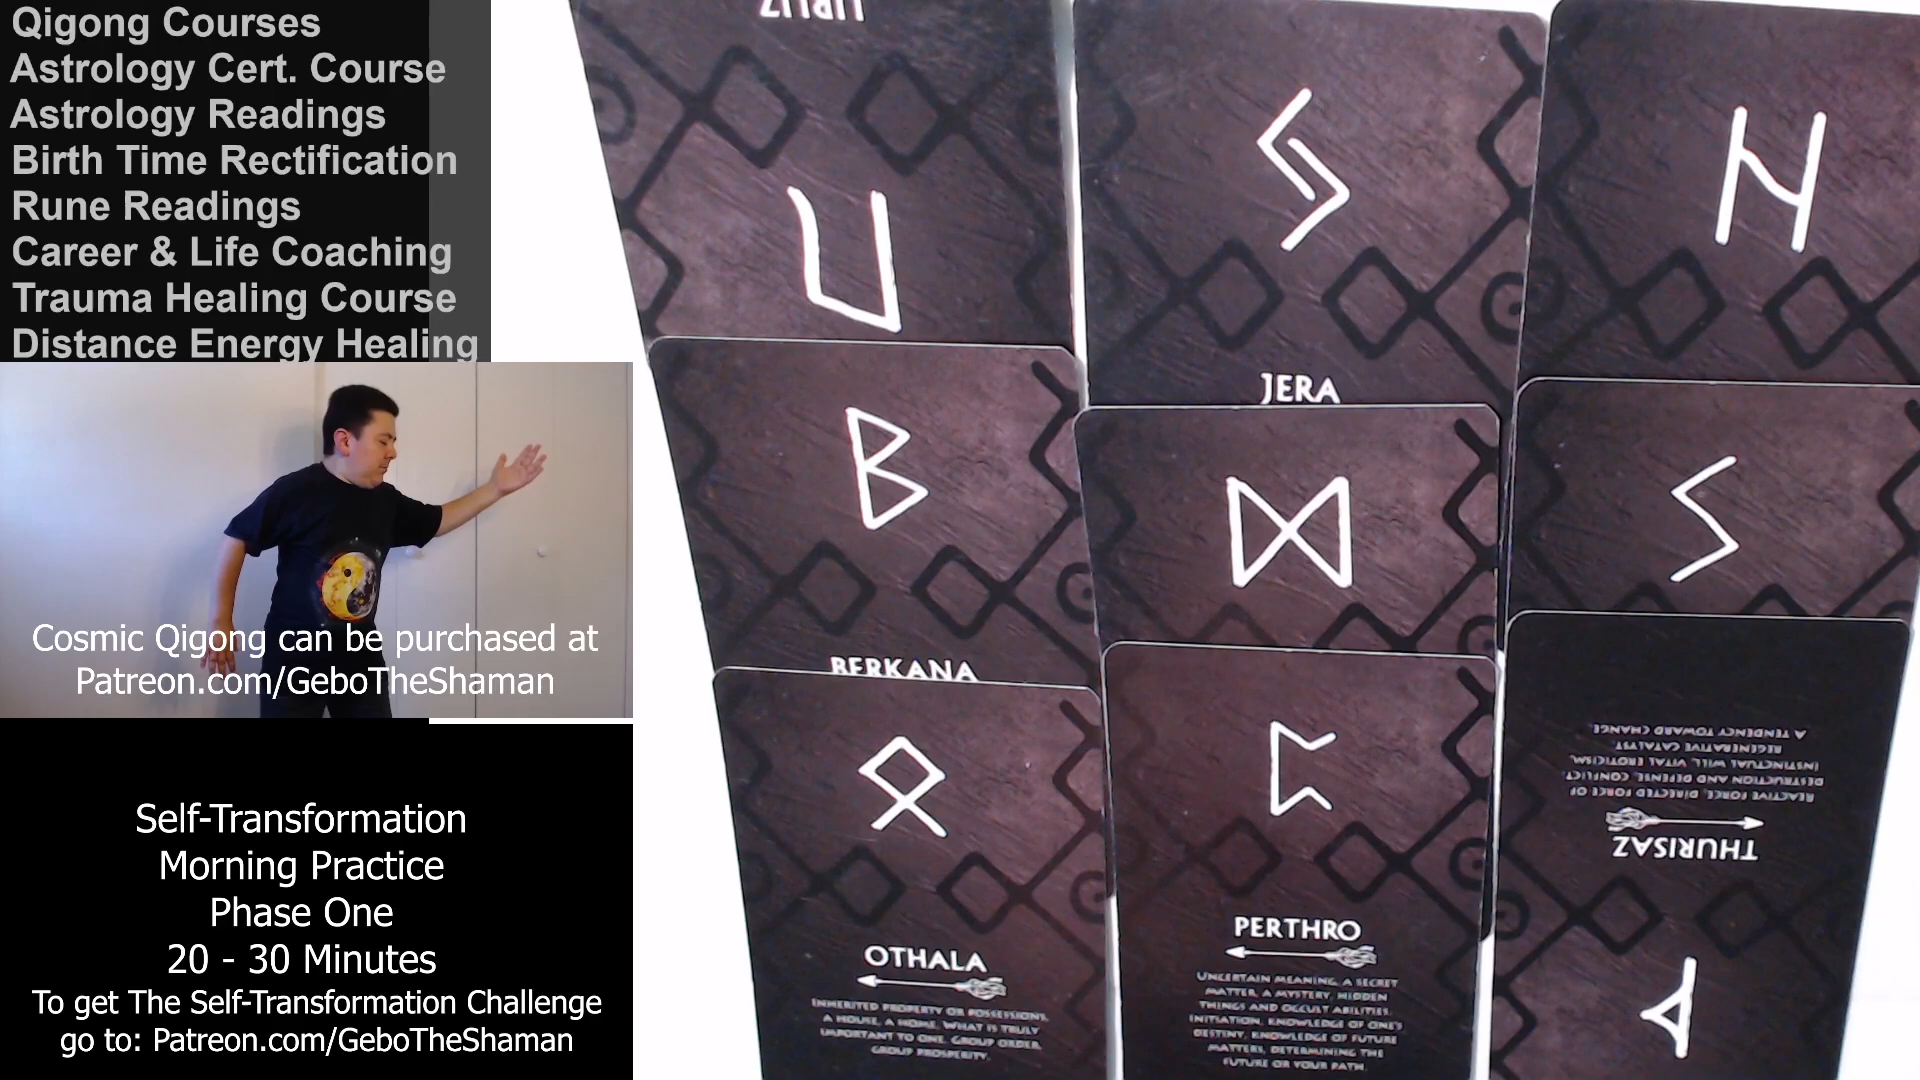 Qigong Courses
Astrology Cert. Course
Astrology Readings
Birth Time Rectification
Rune Readings
Career & Life Coaching
Trauma Healing Course
Distance Energy Healing
Cosmic Qigong can be purchased at
Patreon.com/GeboTheShaman
Self-Transformation
Morning Practice
Phase One
20 - 30 Minutes
To get The Self-Transformation Challenge
go to: Patreon.com/GeboTheShaman
URUZ
JERA
BERKANA
OTHALA
INHERITED PROPERTY OR POSSESSIONS,
A HOUSE, A HOME. WHAT IS TRULY
IMPORTANT TO ONE. GROUP ORDER,
GROUP PROSPERITY.
PERTHRO
UNCERTAIN MEANING, A SECRET
MATTER, A MYSTERY, HIDDEN
THINGS AND OCCULT ABILITIES.
INITIATION, KNOWLEDGE OF ONE'S
DESTINY, KNOWLEDGE OF FUTURE
MATTERS, DETERMINING THE
FUTURE OR YOUR PATH.
THURISAZ
REACTIVE FORCE, DIRECTED FORCE OF
DESTRUCTION AND DEFENSE, CONFLICT.
INSTINCTUAL WILL, VITAL EROTICISM,
REGENERATIVE CATALYST.
A TENDENCY TOWARD CHANGE.